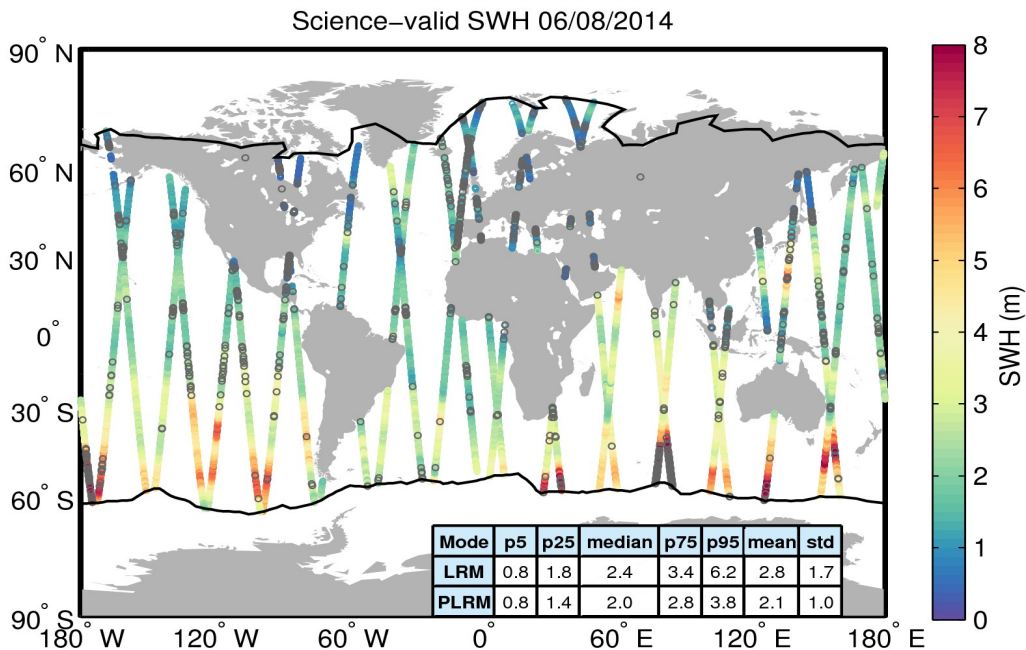 Science-valid SWH 06/08/2014
90° N
60° N
30° N
0°
30° S
60° S
90° S
180° W
120° W
60° W
0°
60° E
120° E
180° E
Mode p5 p25 median p75 p95 mean std
LRM 0.8 1.8 2.4 3.4 6.2 2.8 1.7
PLRM 0.8 1.4 2.0 2.8 3.8 2.1 1.0
8
7
6
5
4
3
2
1
0
SWH (m)